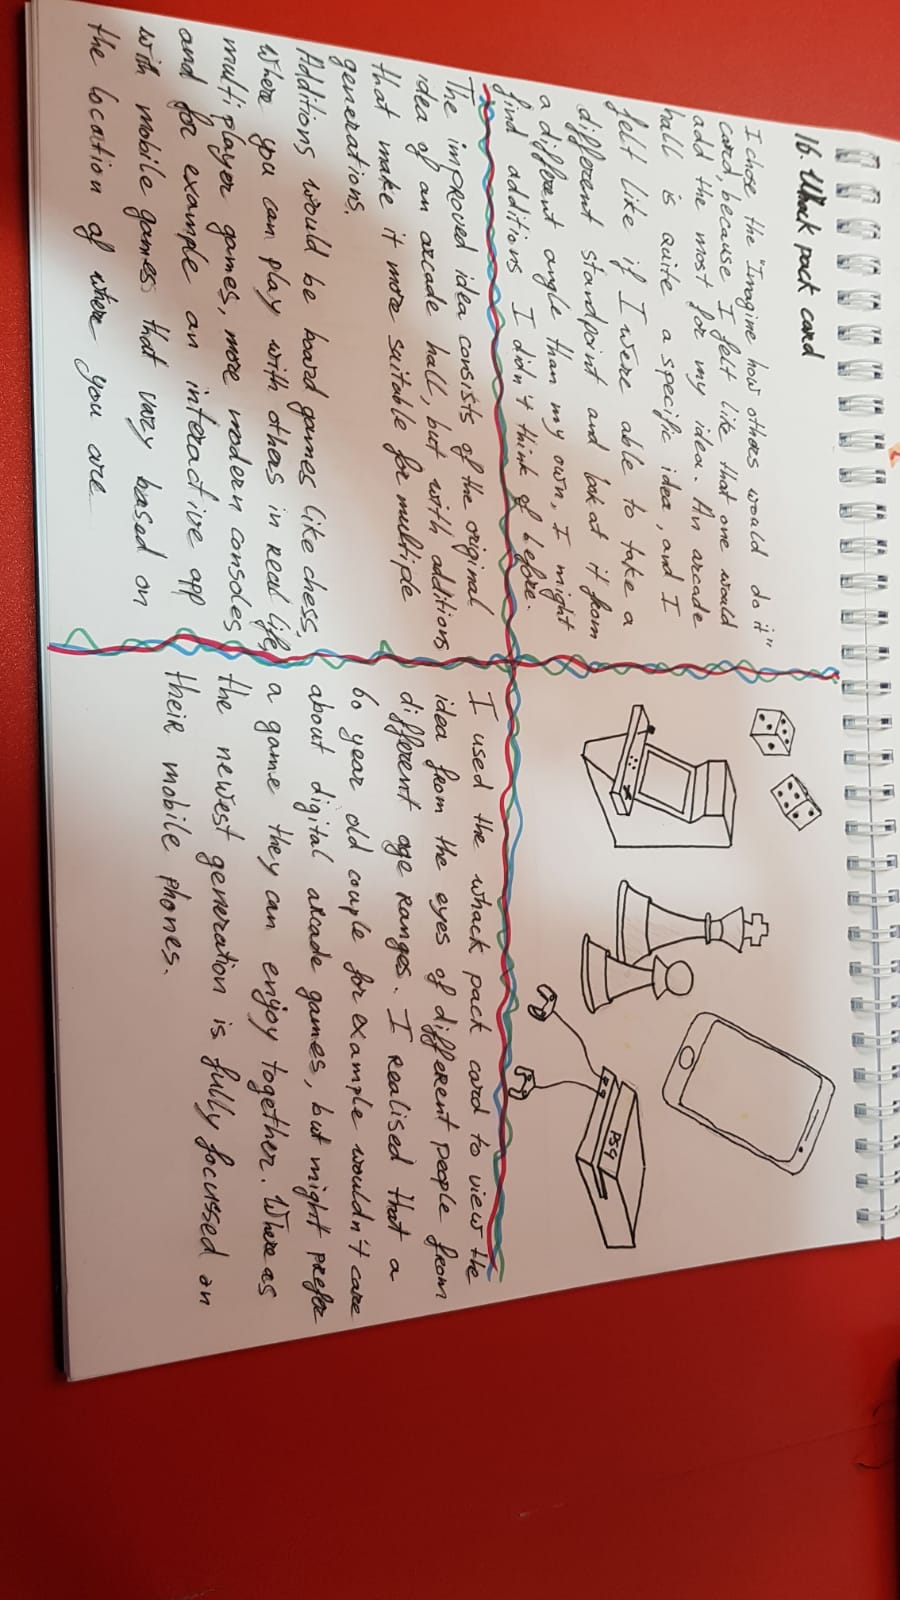 16. Whack pack card
I chose the "Imagine how others would do it"
card, because I felt like that one would
add the most for my idea. An arcade
hall is quite a specific idea, and I
felt like if I were able to take a
different standpoint and look at it from
a different angle than my own, I might
find additions I didn't think of before.
PS4
The improved idea consists of the original
idea of an arcade hall, but with additions
that make it more suitable for multiple
generations.
Additions would be board games like chess,
where you can play with others in real life,
multiplayer games, more modern consoles
and for example an interactive app
with mobile games that vary based on
the location of where you are
I used the whack pack card to view the
idea from the eyes of different people from
different age ranges. I realised that a
60 year old couple for example wouldn't care
about digital arcade games, but might prefer
a game they can enjoy together. Where as
the newest generation is fully focussed on
their mobile phones.